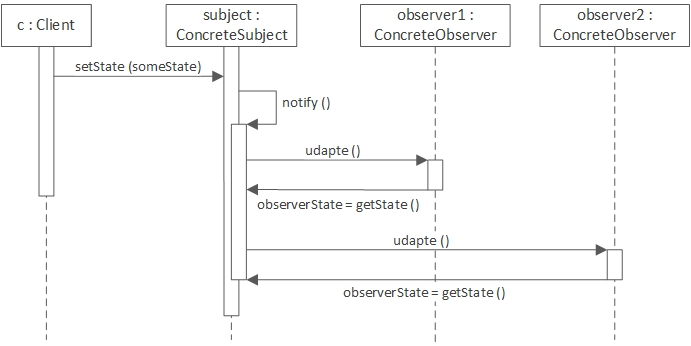 c : Client
subject :
ConcreteSubject
observer1 :
ConcreteObserver
observer2 :
ConcreteObserver
setState (someState)
notify ()
udapte ()
observerState = getState ()
udapte ()
observerState = getState ()